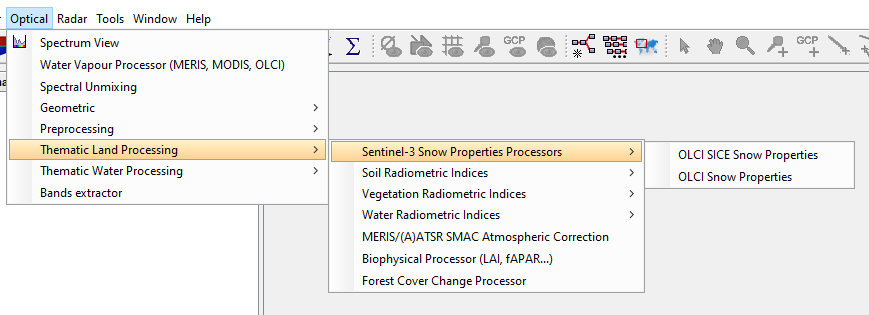 Optical Radar Tools Window Help
Spectrum View
Water Vapour Processor (MERIS, MODIS, OLCI)
Spectral Unmixing
Geometric
Preprocessing
Thematic Land Processing
Thematic Water Processing
Bands extractor
Σ
GCP
GCP
Sentinel-3 Snow Properties Processors
Soil Radiometric Indices
Vegetation Radiometric Indices
Water Radiometric Indices
MERIS/(A)ATSR SMAC Atmospheric Correction
Biophysical Processor (LAI, fAPAR...)
Forest Cover Change Processor
OLCI SICE Snow Properties
OLCI Snow Properties